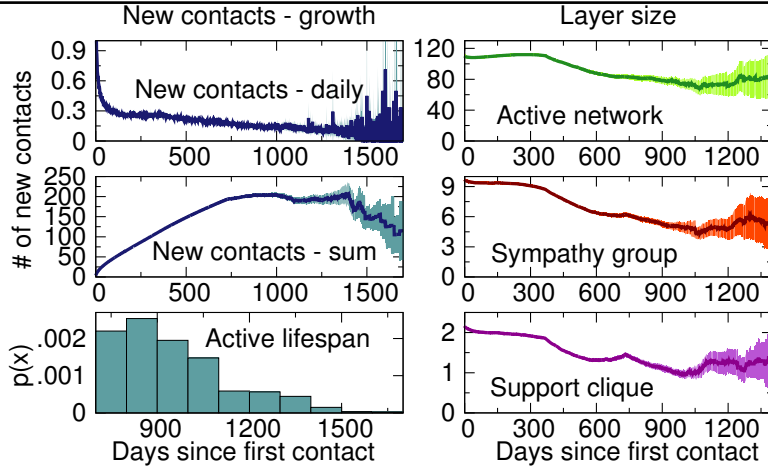 New contacts - growth
Layer size
0.9
0.6
0.3
0
New contacts - daily
0 500 1000 1500
120
80
40
0
Active network
0 300 600 900 1200
# of new contacts
250
200
150
100
50
0
New contacts - sum
0 500 1000 1500
9
6
3
0
Sympathy group
0 300 600 900 1200
p(x)
.002
.001
0
Active lifespan
900 1200 1500
Days since first contact
2
1
0
Support clique
0 300 600 900 1200
Days since first contact